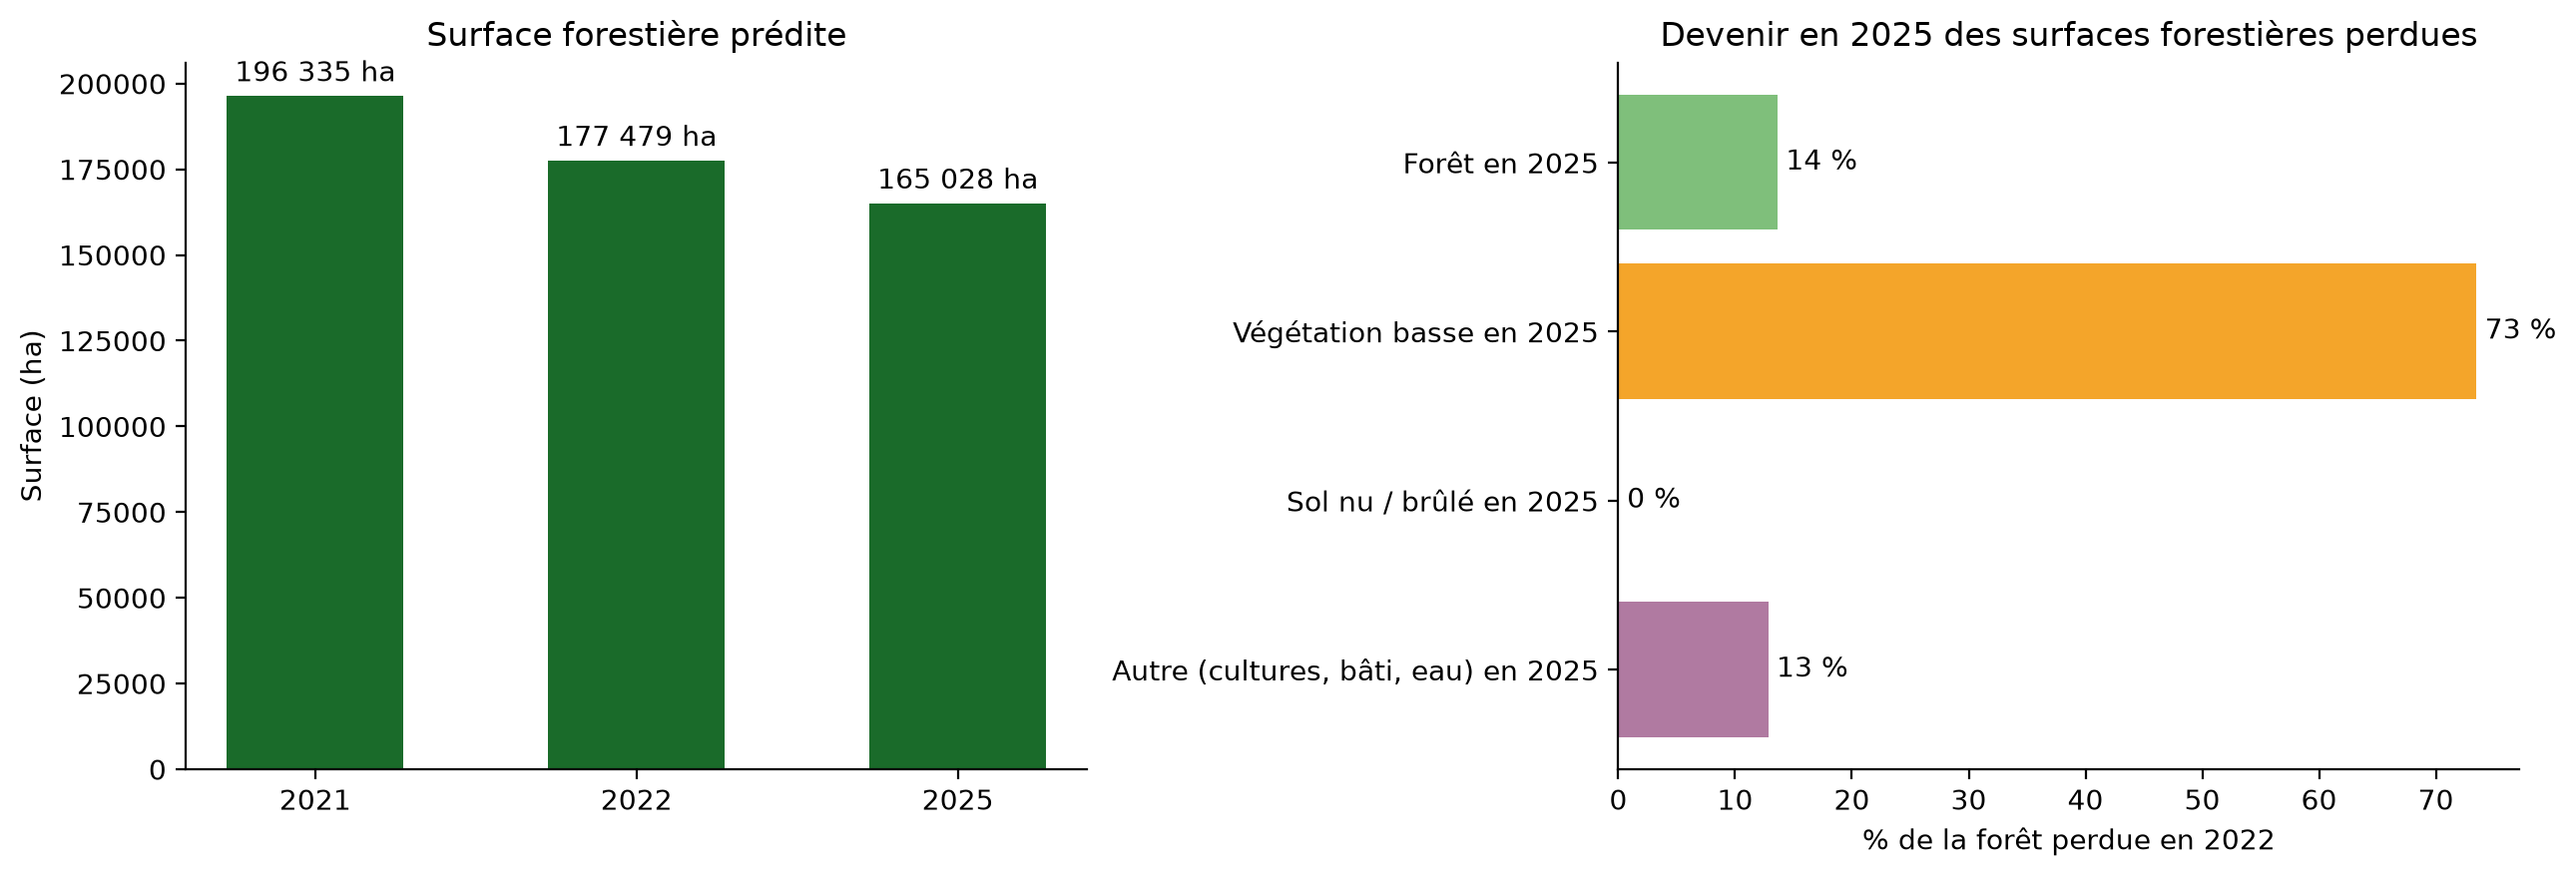 Surface forestière prédite
Surface (ha)
200000
175000
150000
125000
100000
75000
50000
25000
0
196 335 ha
177 479 ha
165 028 ha
2021
2022
2025
Devenir en 2025 des surfaces forestières perdues
Forêt en 2025
14 %
Végétation basse en 2025
73 %
Sol nu / brûlé en 2025
0 %
Autre (cultures, bâti, eau) en 2025
13 %
0
10
20
30
40
50
60
70
% de la forêt perdue en 2022